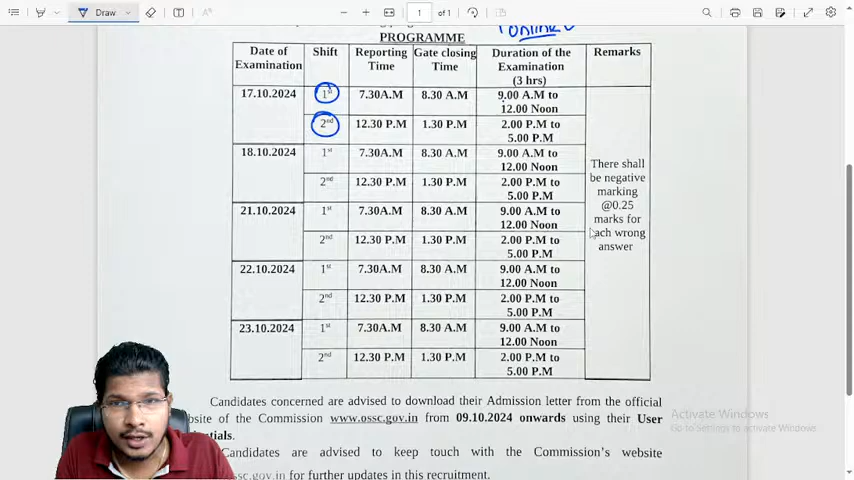 Draw
1
of 1
online
PROGRAMME
Date of Examination Shift Reporting Time Gate closing Time Duration of the Examination (3 hrs) Remarks
17.10.2024 1st 7.30A.M 8.30 A.M 9.00 A.M to 12.00 Noon
2nd 12.30 P.M 1.30 P.M 2.00 P.M to 5.00 P.M
18.10.2024 1st 7.30A.M 8.30 A.M 9.00 A.M to 12.00 Noon
2nd 12.30 P.M 1.30 P.M 2.00 P.M to 5.00 P.M
21.10.2024 1st 7.30A.M 8.30 A.M 9.00 A.M to 12.00 Noon
2nd 12.30 P.M 1.30 P.M 2.00 P.M to 5.00 P.M
22.10.2024 1st 7.30A.M 8.30 A.M 9.00 A.M to 12.00 Noon
2nd 12.30 P.M 1.30 P.M 2.00 P.M to 5.00 P.M
23.10.2024 1st 7.30A.M 8.30 A.M 9.00 A.M to 12.00 Noon
2nd 12.30 P.M 1.30 P.M 2.00 P.M to 5.00 P.M
There shall
be negative
marking
@0.25
marks for
each wrong
answer
Candidates concerned are advised to download their Admission letter from the official
of the Commission www.ossc.gov.in from 09.10.2024 onwards using their User
Candidates are advised to keep touch with the Commission's website
for further updates in this recruitment.
Activate Windows
Go to Settings to activate Windows.